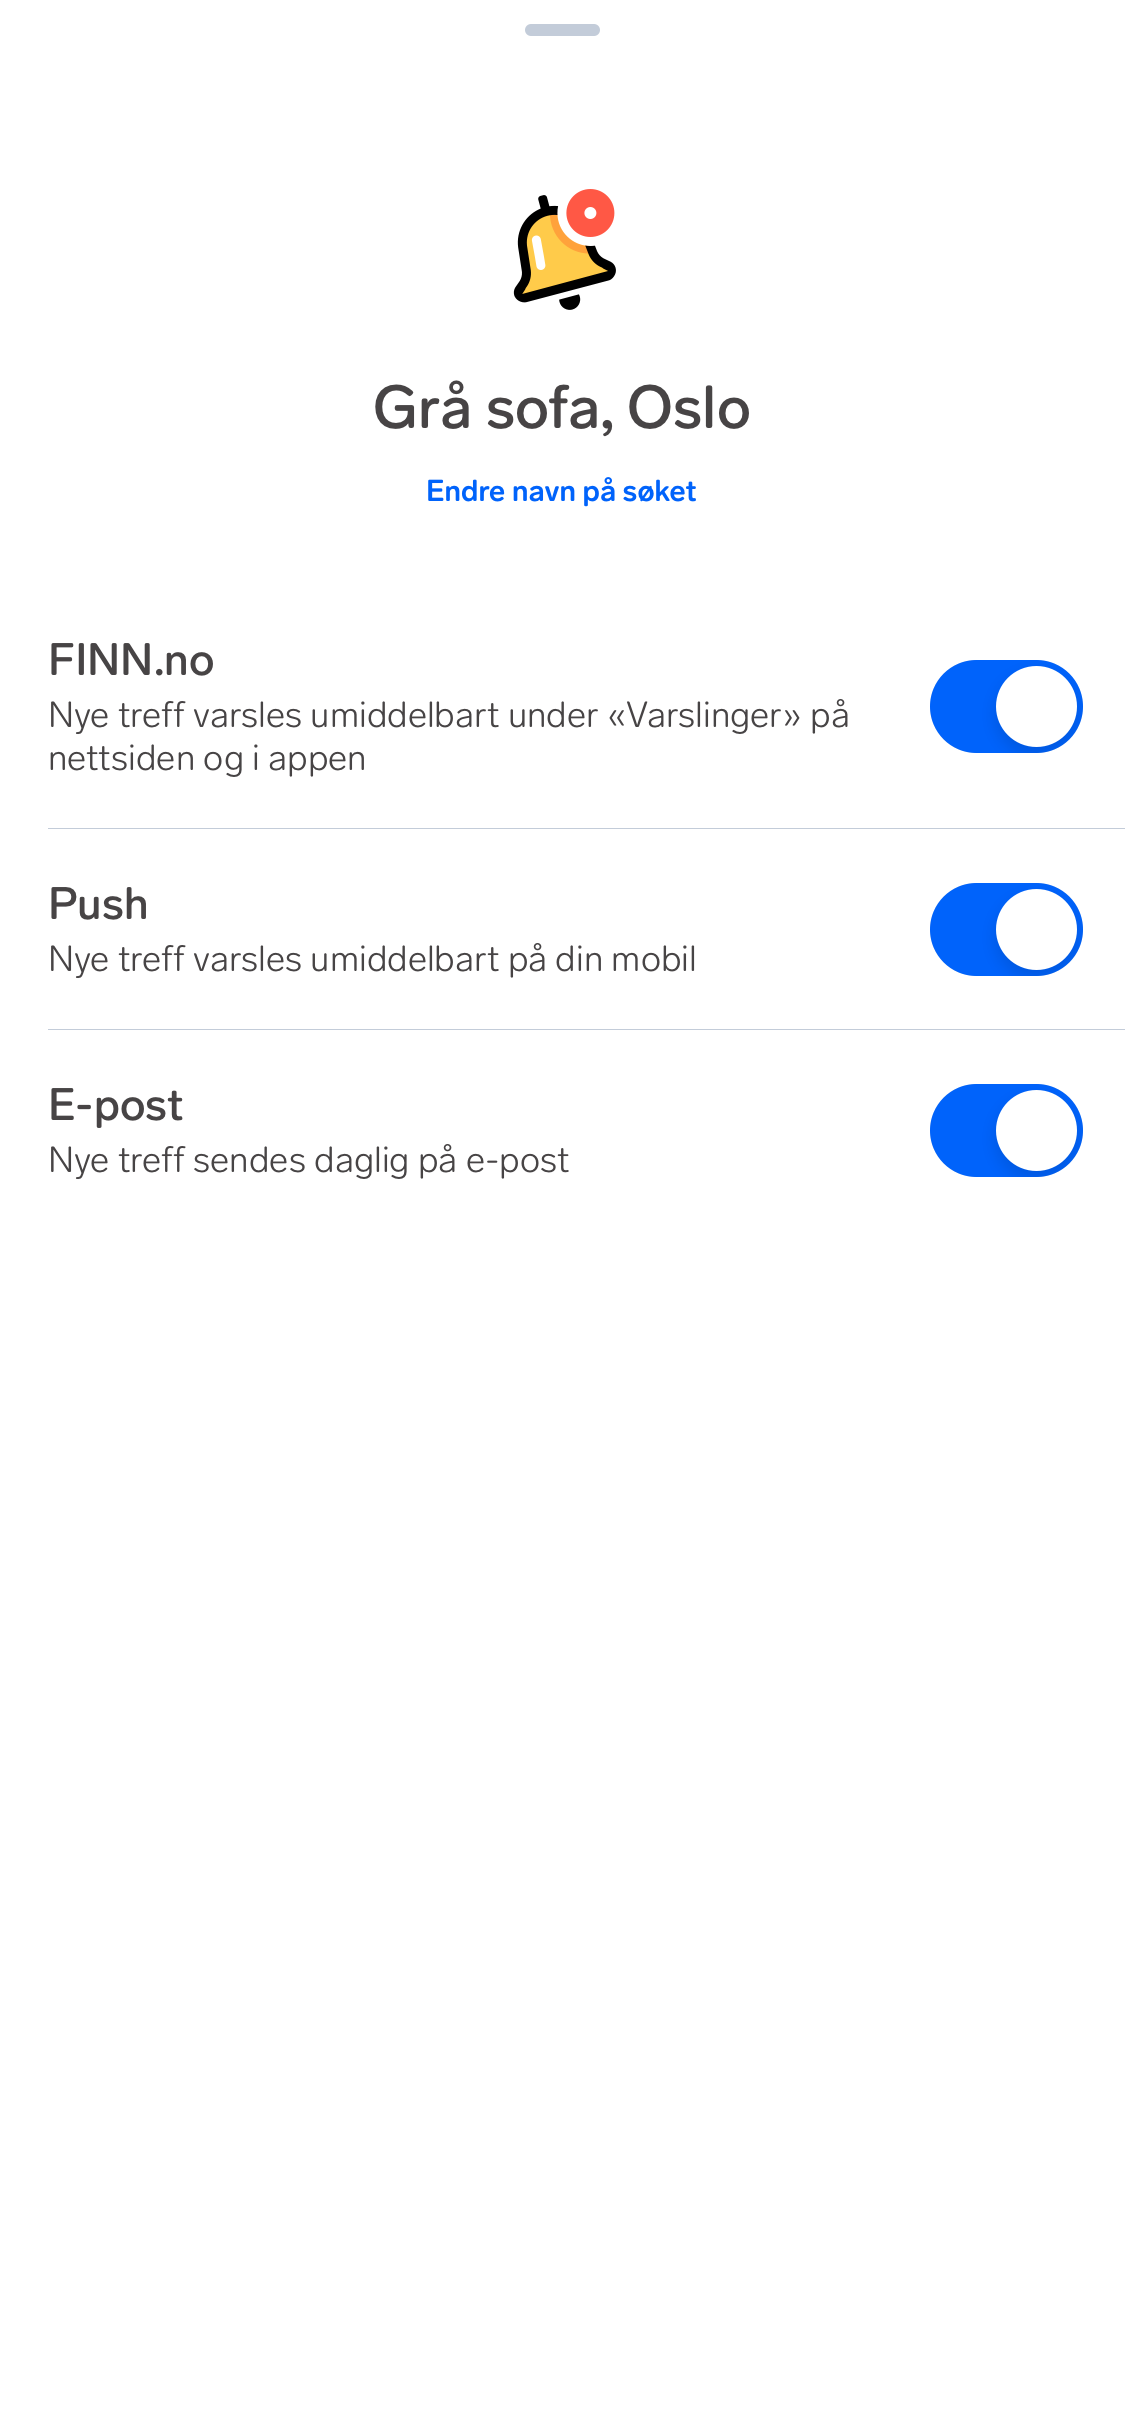 Grå sofa, Oslo
Endre navn på søket
FINN.no
Nye treff varsles umiddelbart under «Varslinger» på
nettsiden og i appen
Push
Nye treff varsles umiddelbart på din mobil
E-post
Nye treff sendes daglig på e-post